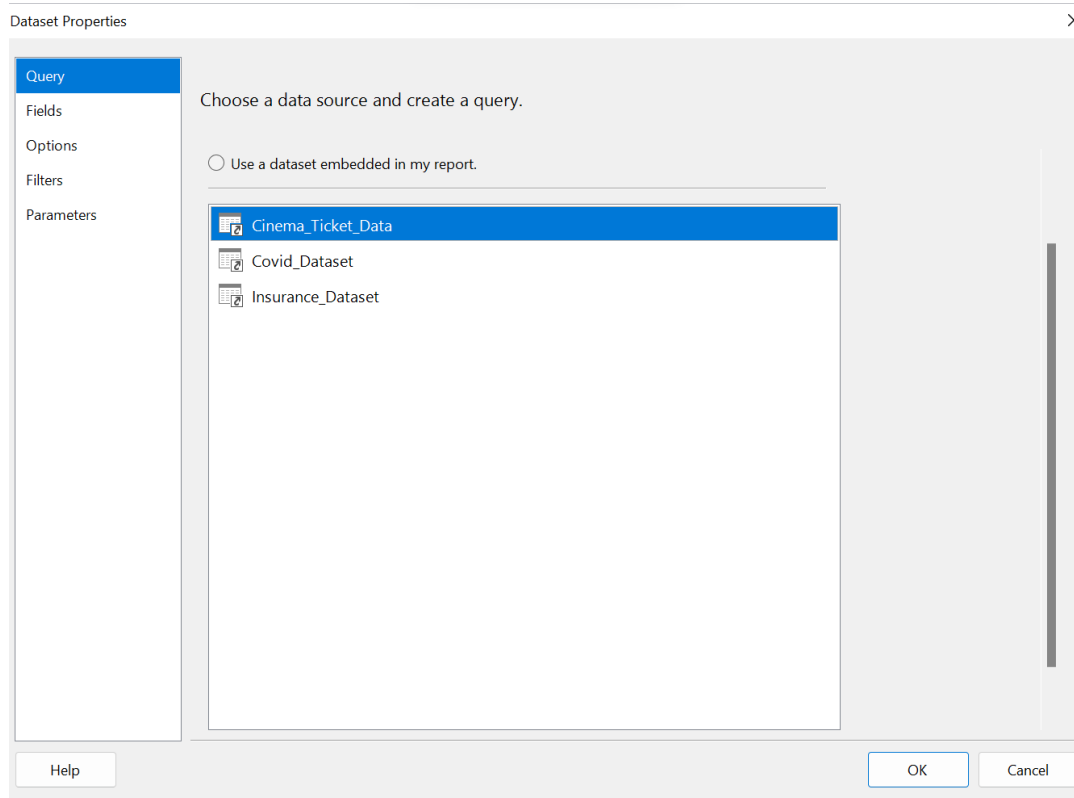 Dataset Properties
Query
Fields
Options
Filters
Parameters
Choose a data source and create a query.
Use a dataset embedded in my report.
Cinema_Ticket_Data
Covid_Dataset
Insurance_Dataset
Help
OK
Cancel